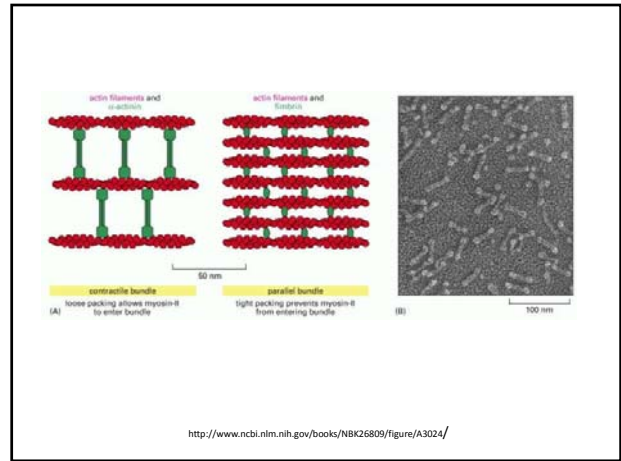 actin filaments and
α-actinin
actin filaments and
fimbrin
50 nm
contractile bundle
loose packing allows myosin-II
to enter bundle
parallel bundle
tight packing prevents myosin-II
from entering bundle
(A)
(B)
100 nm
http://www.ncbi.nlm.nih.gov/books/NBK26809/figure/A3024/